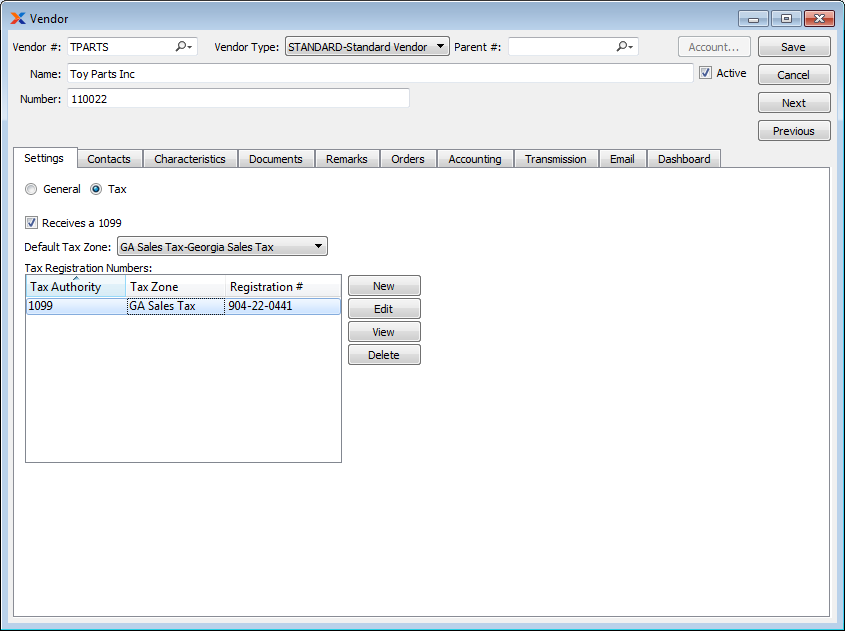 Vendor
Vendor #: TPARTS Vendor Type: STANDARD-Standard Vendor Parent #: Account... Save
Name: Toy Parts Inc Active Cancel
Number: 110022 Next
Previous
Settings Contacts Characteristics Documents Remarks Orders Accounting Transmission Email Dashboard
General Tax
Receives a 1099
Default Tax Zone: GA Sales Tax-Georgia Sales Tax
Tax Registration Numbers:
Tax Authority Tax Zone Registration # New
1099 GA Sales Tax 904-22-0441 Edit
View
Delete